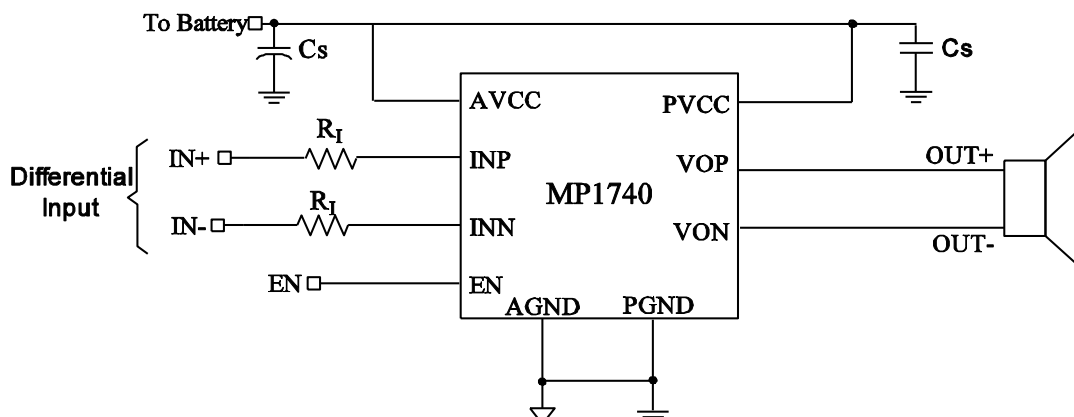 To Battery
Cs
Cs
AVCC
PVCC
RI
IN+
INP
VOP
OUT+
MP1740
Differential
Input
RI
IN-
INN
VON
OUT-
EN
EN
AGND
PGND